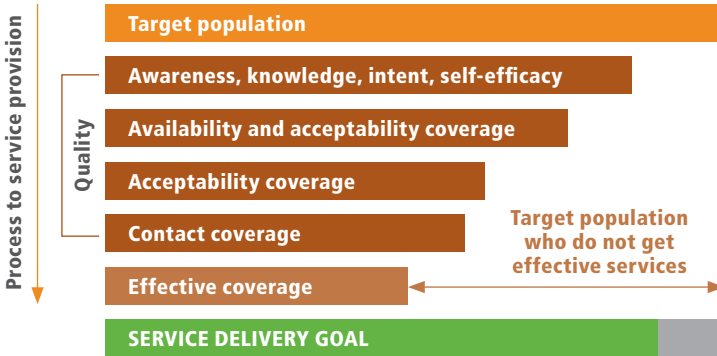 Process to service provision
Quality
Target population
Awareness, knowledge, intent, self-efficacy
Availability and acceptability coverage
Acceptability coverage
Contact coverage
Effective coverage
Target population
who do not get
effective services
SERVICE DELIVERY GOAL